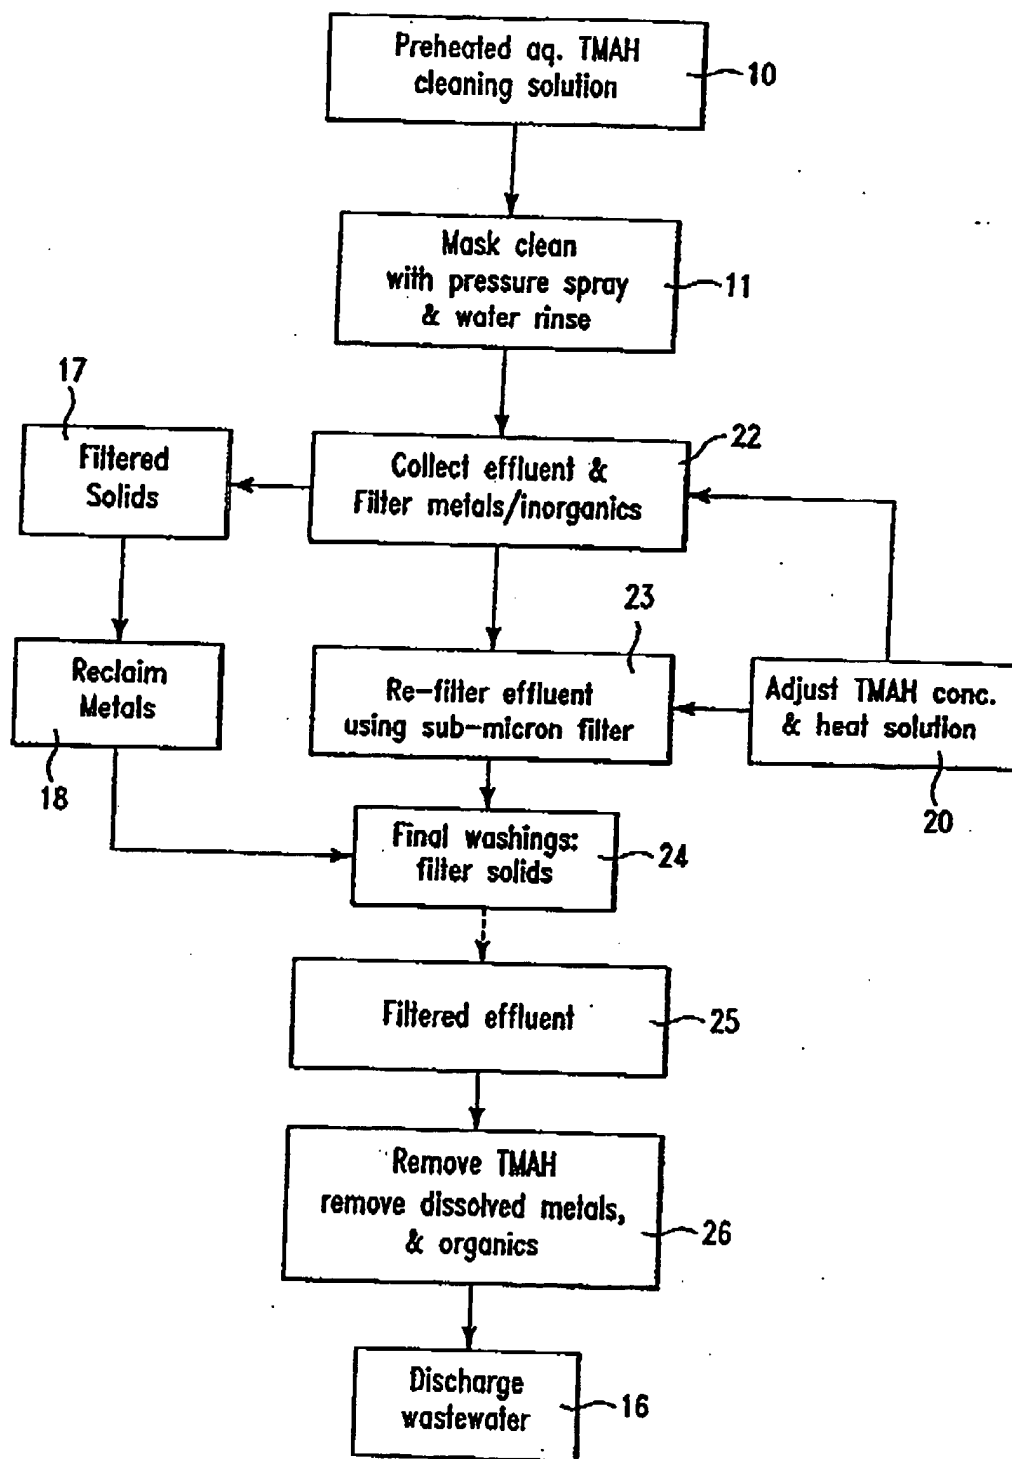 Preheated aq. TMAH
cleaning solution
10
Mask clean
with pressure spray
& water rinse
11
17
Filtered
Solids
Collect effluent &
Filter metals/inorganics
22
23
Reclaim
Metals
18
Re-filter effluent
using sub-micron filter
Adjust TMAH conc.
& heat solution
20
Final washings:
filter solids
24
Filtered effluent
25
Remove TMAH
remove dissolved metals,
& organics
26
Discharge
wastewater
16